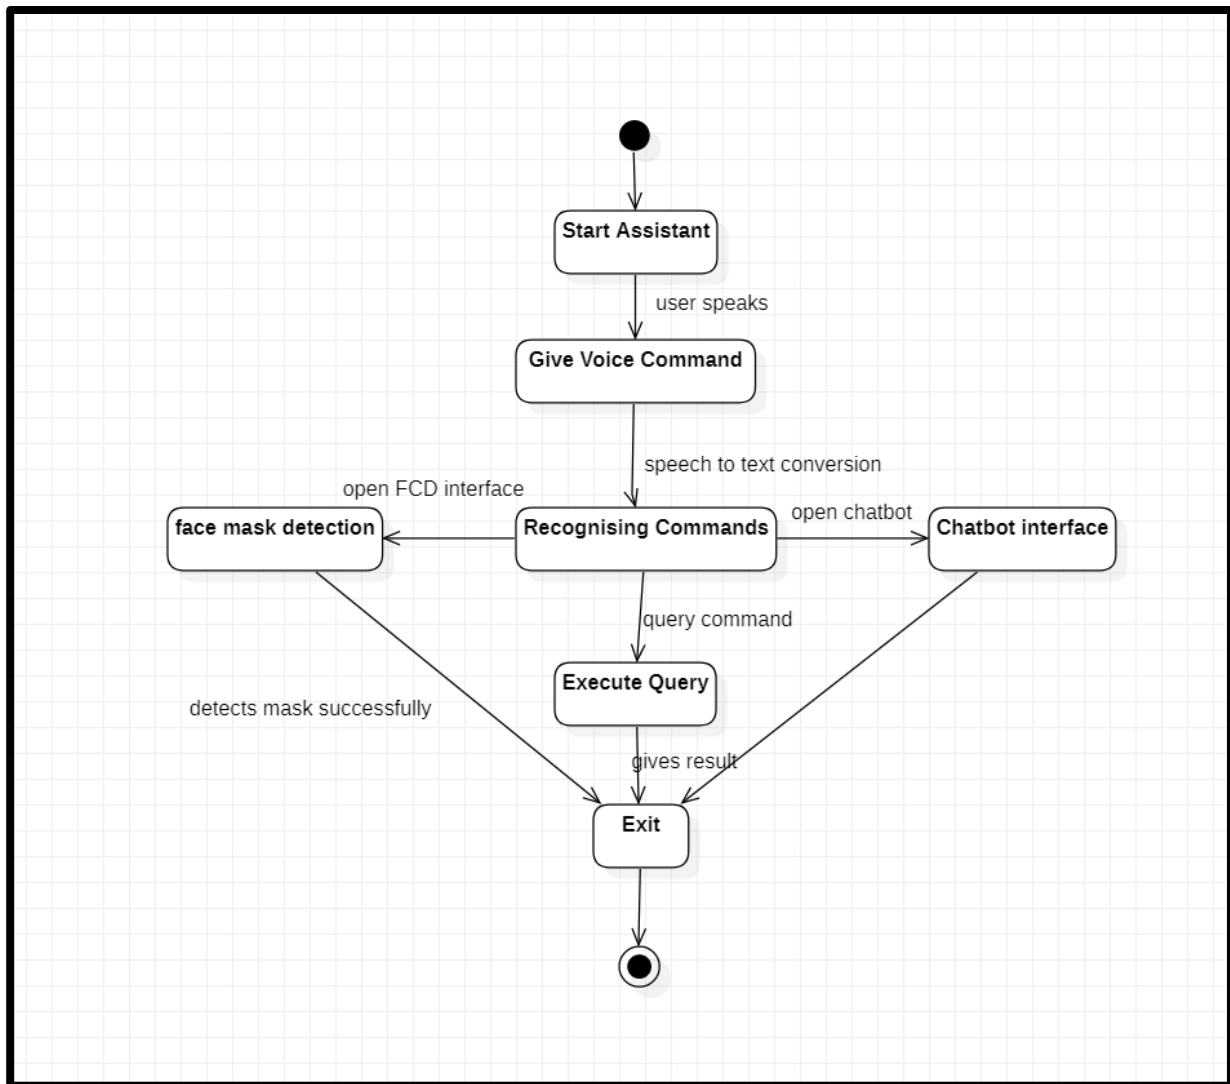 Start Assistant
user speaks
Give Voice Command
speech to text conversion
open FCD interface
open chatbot
face mask detection
Recognising Commands
Chatbot interface
query command
Execute Query
detects mask successfully
gives result
Exit